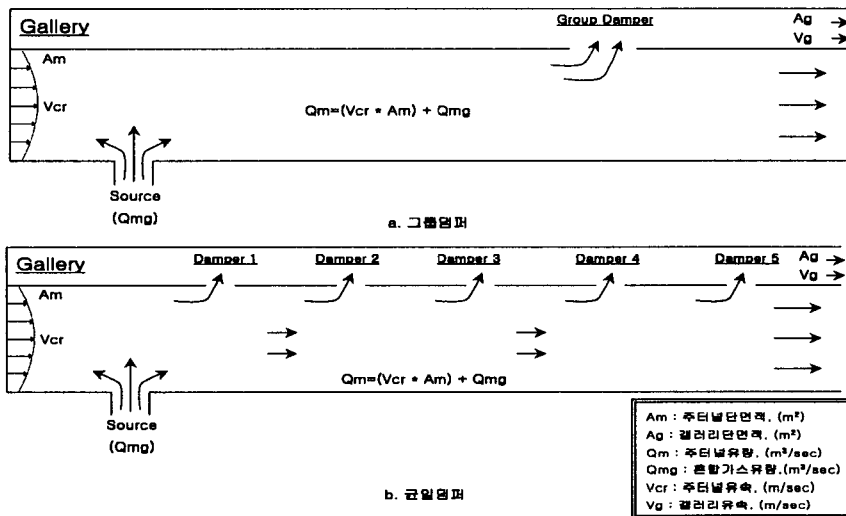 Gallery
Group Damper
Ag
Vg
Am
Vcr
Qm=(Vcr * Am) + Qmg
Source
(Qmg)
a. 그룹댐퍼
Gallery
Damper 1
Damper 2
Damper 3
Damper 4
Damper 5
Ag
Vg
Am
Vcr
Qm=(Vcr * Am) + Qmg
Source
(Qmg)
b. 균일댐퍼
Am : 주터널단면적, (m²)
Ag : 갤러리단면적, (m²)
Qm : 주터널유량, (m³/sec)
Qmg : 혼합가스유량,(m³/sec)
Vcr : 주터널유속, (m/sec)
Vg : 갤러리유속, (m/sec)